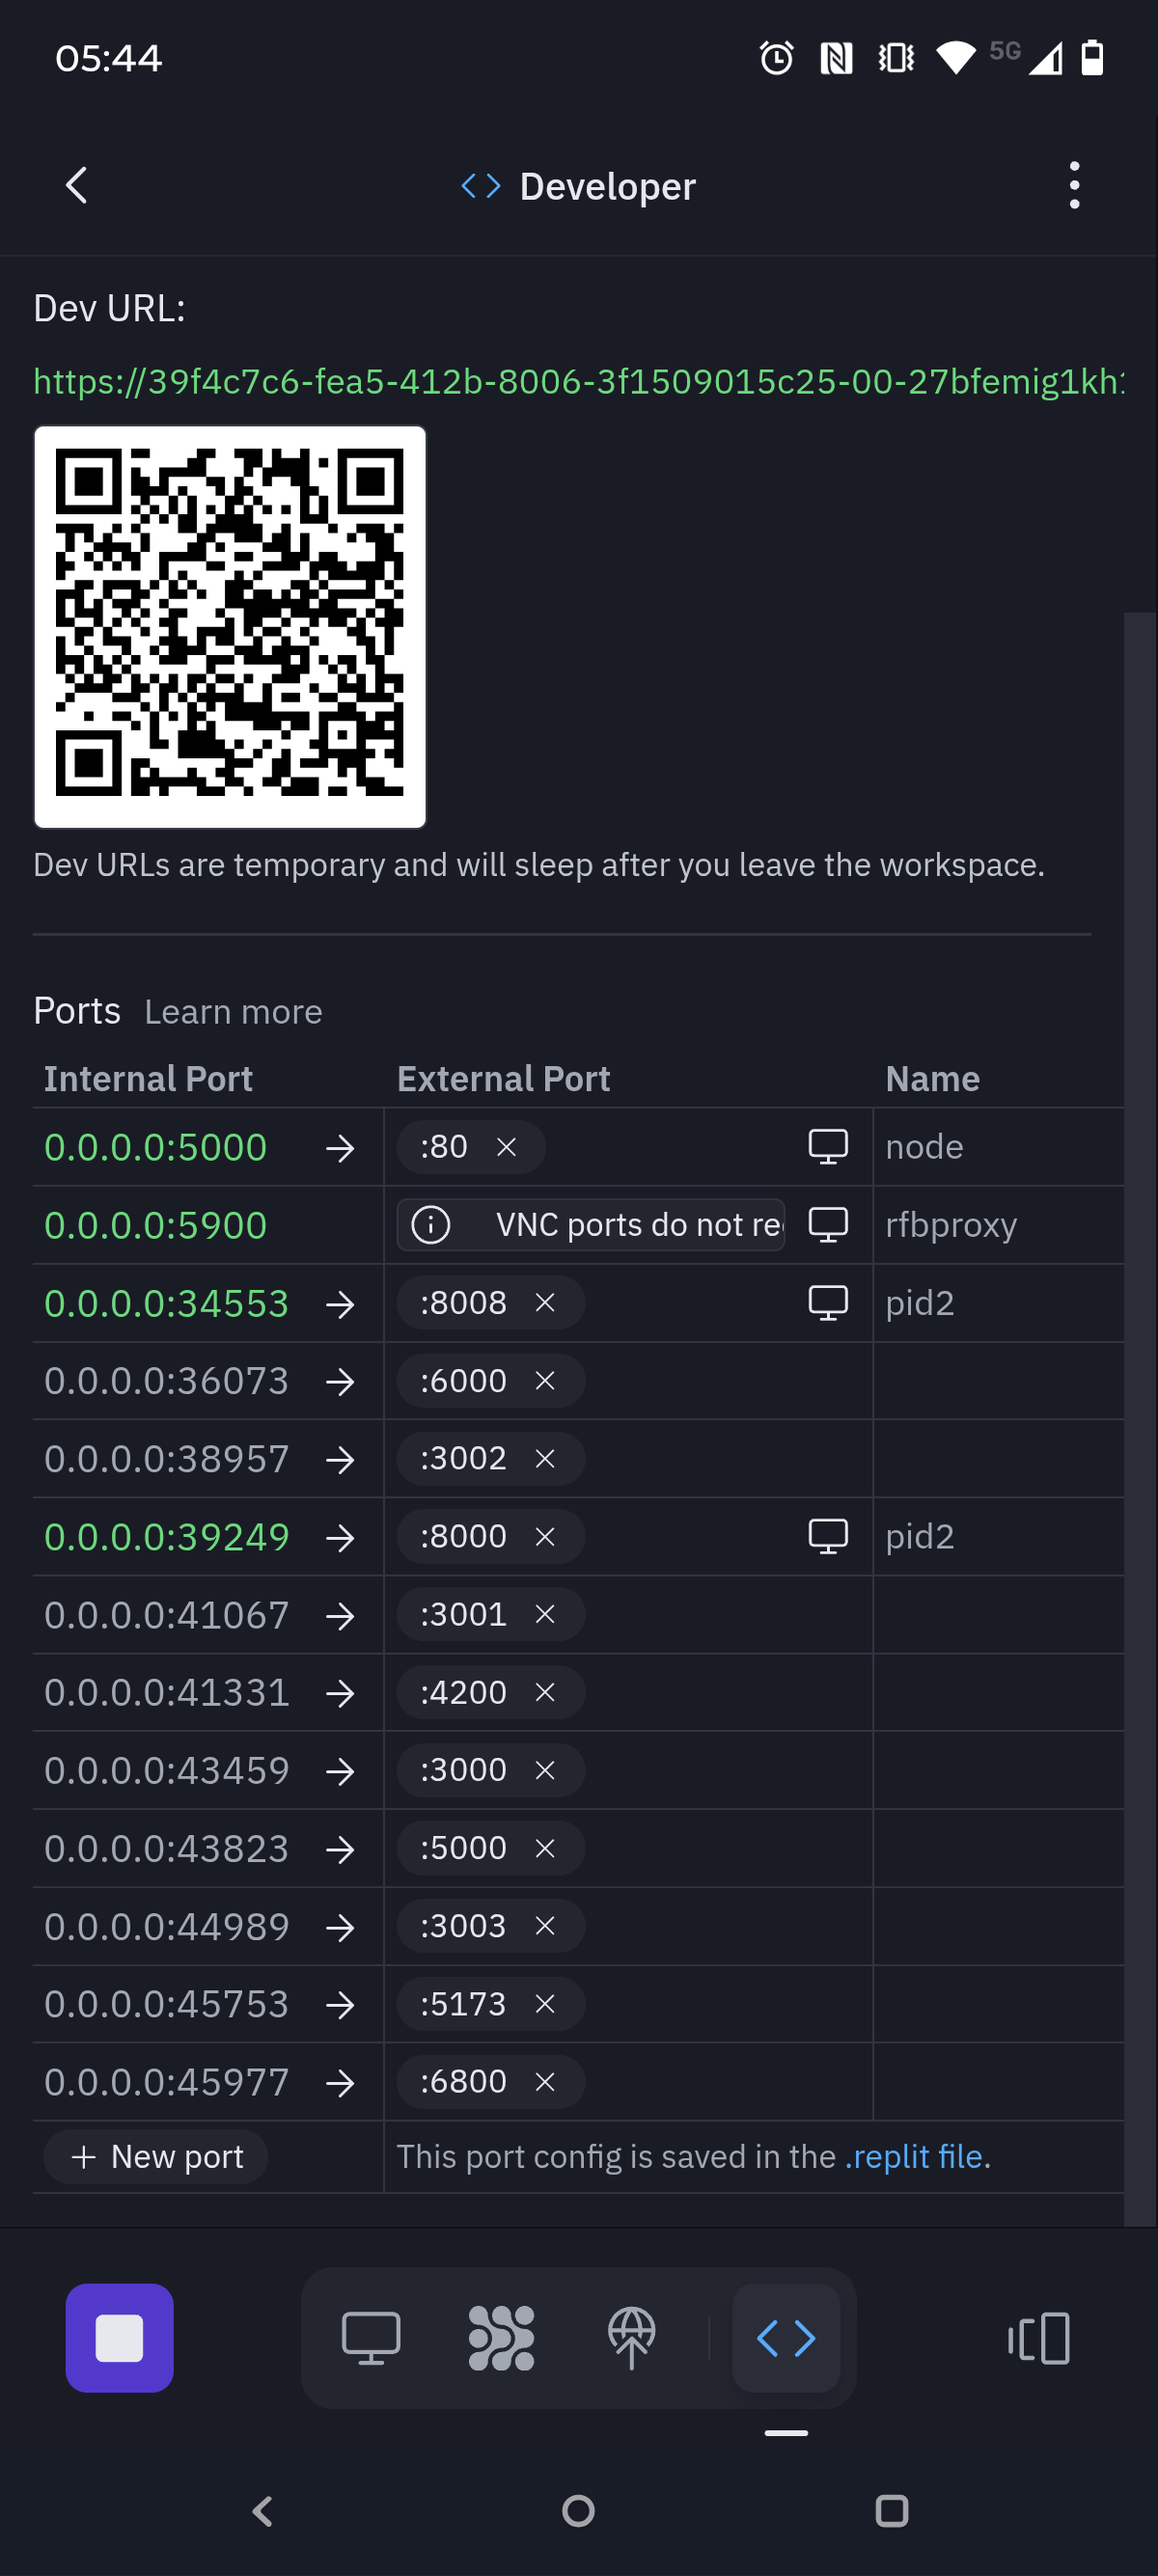 05:44
5G
Developer
Dev URL:
https://39f4c7c6-fea5-412b-8006-3f1509015c25-00-27bfemig1kh
Dev URLs are temporary and will sleep after you leave the workspace.
Ports Learn more
Internal Port External Port Name
0.0.0.0:5000 → :80 × node
0.0.0.0:5900 VNC ports do not re rfbproxy
0.0.0.0:34553 → :8008 × pid2
0.0.0.0:36073 → :6000 ×
0.0.0.0:38957 → :3002 ×
0.0.0.0:39249 → :8000 × pid2
0.0.0.0:41067 → :3001 ×
0.0.0.0:41331 → :4200 ×
0.0.0.0:43459 → :3000 ×
0.0.0.0:43823 → :5000 ×
0.0.0.0:44989 → :3003 ×
0.0.0.0:45753 → :5173 ×
0.0.0.0:45977 → :6800 ×
+ New port This port config is saved in the .replit file.